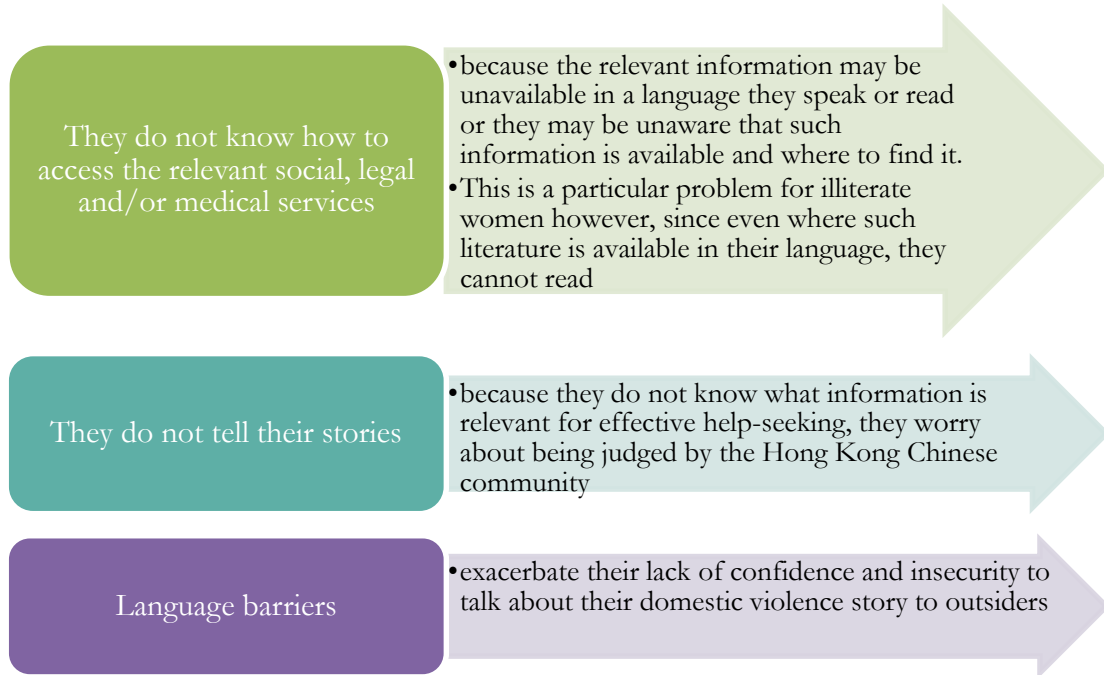 They do not know how to
access the relevant social, legal
and/or medical services
•because the relevant information may be
unavailable in a language they speak or read
or they may be unaware that such
information is available and where to find it.
•This is a particular problem for illiterate
women however, since even where such
literature is available in their language, they
cannot read
They do not tell their stories
•because they do not know what information is
relevant for effective help-seeking, they worry
about being judged by the Hong Kong Chinese
community
Language barriers
•exacerbate their lack of confidence and insecurity to
talk about their domestic violence story to outsiders